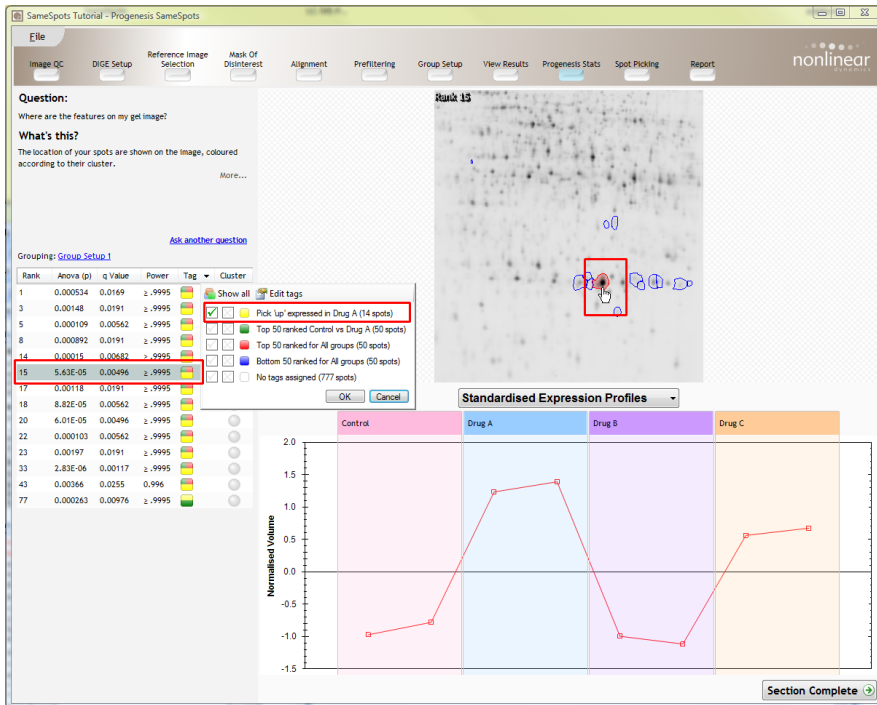 SameSpots Tutorial - Progenesis SameSpots
File
Image QC
DIGE Setup
Reference Image
Selection
Mask Of
Disinterest
Alignment
Prefiltering
Group Setup
View Results
Progenesis Stats
Spot Picking
Report
nonlinear
dynamics
Question:
Where are the features on my gel image?
What's this?
The location of your spots are shown on the image, coloured
according to their cluster.
More...
Ask another question
Grouping: Group Setup 1
Rank Anova (p) q Value Power Tag Cluster
1 0.000534 0.0169 ≥ .9995
3 0.00148 0.0191 ≥ .9995
5 0.000109 0.00562 ≥ .9995
8 0.000892 0.0191 ≥ .9995
14 0.00015 0.00682 ≥ .9995
15 5.63E-05 0.00496 ≥ .9995
17 0.00118 0.0191 ≥ .9995
18 8.82E-05 0.00562 ≥ .9995
20 6.01E-05 0.00496 ≥ .9995
22 0.000103 0.00562 ≥ .9995
23 0.00197 0.0191 ≥ .9995
33 2.83E-06 0.00117 ≥ .9995
43 0.00366 0.0255 0.996
77 0.000263 0.00976 ≥ .9995
Show all Edit tags
Pick 'up' expressed in Drug A (14 spots)
Top 50 ranked Control vs Drug A (50 spots)
Top 50 ranked for All groups (50 spots)
Bottom 50 ranked for All groups (50 spots)
No tags assigned (777 spots)
OK Cancel
Rank 15
Standardised Expression Profiles
Control
Drug A
Drug B
Drug C
Normalised Volume
2.0
1.5
1.0
0.5
0.0
-0.5
-1.0
-1.5
Section Complete